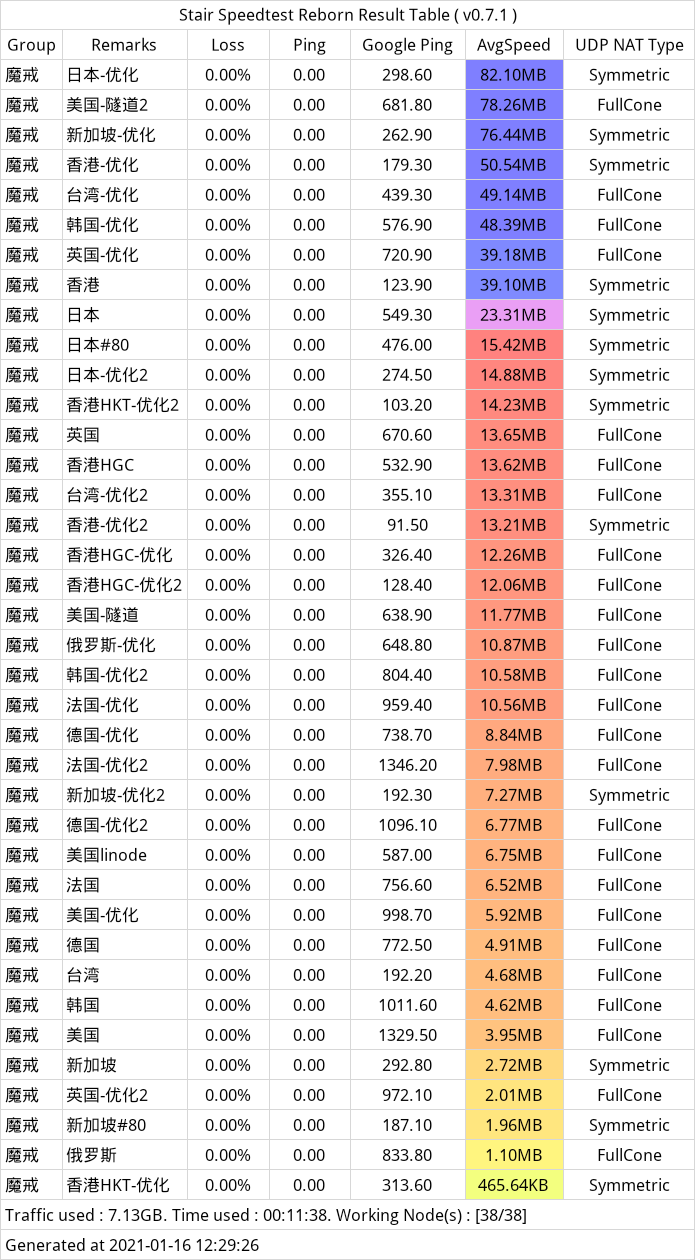 Stair Speedtest Reborn Result Table ( v0.7.1 )
Group Remarks Loss Ping Google Ping AvgSpeed UDP NAT Type
魔戒 日本-优化 0.00% 0.00 298.60 82.10MB Symmetric
魔戒 美国-隧道2 0.00% 0.00 681.80 78.26MB FullCone
魔戒 新加坡-优化 0.00% 0.00 262.90 76.44MB Symmetric
魔戒 香港-优化 0.00% 0.00 179.30 50.54MB Symmetric
魔戒 台湾-优化 0.00% 0.00 439.30 49.14MB FullCone
魔戒 韩国-优化 0.00% 0.00 576.90 48.39MB FullCone
魔戒 英国-优化 0.00% 0.00 720.90 39.18MB FullCone
魔戒 香港 0.00% 0.00 123.90 39.10MB Symmetric
魔戒 日本 0.00% 0.00 549.30 23.31MB Symmetric
魔戒 日本#80 0.00% 0.00 476.00 15.42MB Symmetric
魔戒 日本-优化2 0.00% 0.00 274.50 14.88MB Symmetric
魔戒 香港HKT-优化2 0.00% 0.00 103.20 14.23MB Symmetric
魔戒 英国 0.00% 0.00 670.60 13.65MB FullCone
魔戒 香港HGC 0.00% 0.00 532.90 13.62MB FullCone
魔戒 台湾-优化2 0.00% 0.00 355.10 13.31MB FullCone
魔戒 香港-优化2 0.00% 0.00 91.50 13.21MB Symmetric
魔戒 香港HGC-优化 0.00% 0.00 326.40 12.26MB FullCone
魔戒 香港HGC-优化2 0.00% 0.00 128.40 12.06MB FullCone
魔戒 美国-隧道 0.00% 0.00 638.90 11.77MB FullCone
魔戒 俄罗斯-优化 0.00% 0.00 648.80 10.87MB FullCone
魔戒 韩国-优化2 0.00% 0.00 804.40 10.58MB FullCone
魔戒 法国-优化 0.00% 0.00 959.40 10.56MB FullCone
魔戒 德国-优化 0.00% 0.00 738.70 8.84MB FullCone
魔戒 法国-优化2 0.00% 0.00 1346.20 7.98MB FullCone
魔戒 新加坡-优化2 0.00% 0.00 192.30 7.27MB Symmetric
魔戒 德国-优化2 0.00% 0.00 1096.10 6.77MB FullCone
魔戒 美国linode 0.00% 0.00 587.00 6.75MB FullCone
魔戒 法国 0.00% 0.00 756.60 6.52MB FullCone
魔戒 美国-优化 0.00% 0.00 998.70 5.92MB FullCone
魔戒 德国 0.00% 0.00 772.50 4.91MB FullCone
魔戒 台湾 0.00% 0.00 192.20 4.68MB FullCone
魔戒 韩国 0.00% 0.00 1011.60 4.62MB FullCone
魔戒 美国 0.00% 0.00 1329.50 3.95MB FullCone
魔戒 新加坡 0.00% 0.00 292.80 2.72MB Symmetric
魔戒 英国-优化2 0.00% 0.00 972.10 2.01MB FullCone
魔戒 新加坡#80 0.00% 0.00 187.10 1.96MB Symmetric
魔戒 俄罗斯 0.00% 0.00 833.80 1.10MB FullCone
魔戒 香港HKT-优化 0.00% 0.00 313.60 465.64KB Symmetric
Traffic used : 7.13GB. Time used : 00:11:38. Working Node(s) : [38/38]
Generated at 2021-01-16 12:29:26